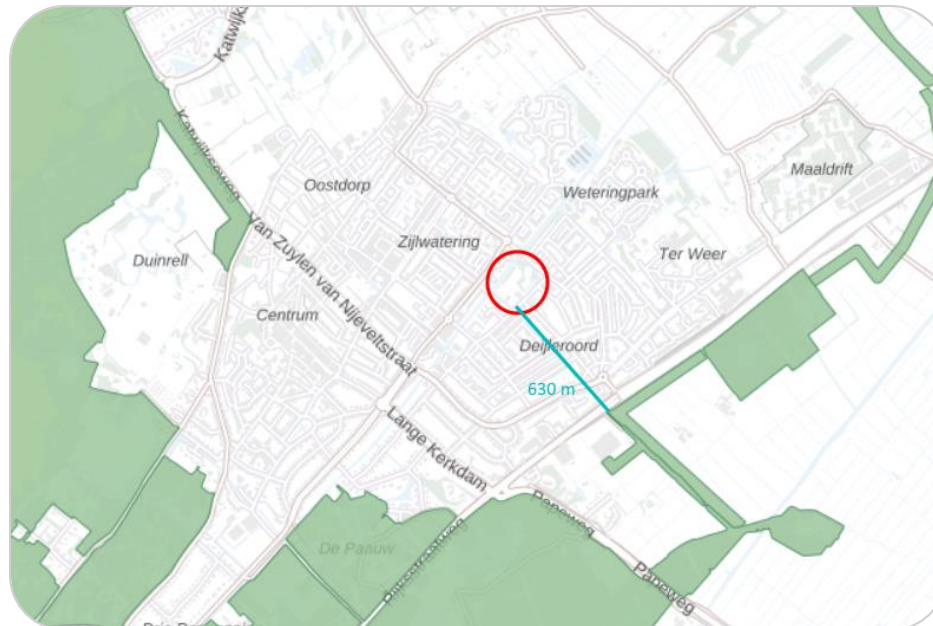 Katwijks
Katwijkseweg
Oostdorp
Maaldrift
Weteringpark
Zijlwatering
Ter Weer
Duinrell
Van Zuylen van Nijeveltstraat
Centrum
Deijleroord
630 m
Lange Kerkdam
Papeweg
De Paauw
Papeweg